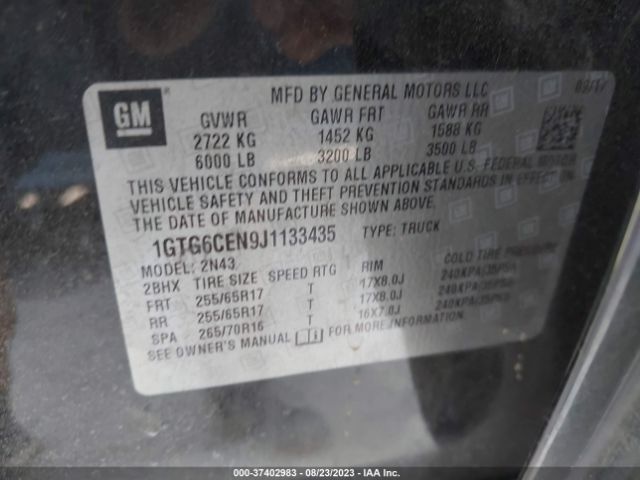 GM
MFD BY GENERAL MOTORS LLC
GVWR GAWR FRT GAWR RR
2722 KG 1452 KG 1588 KG
6000 LB 3200 LB 3500 LB
THIS VEHICLE CONFORMS TO ALL APPLICABLE U.S. FEDERAL MOTOR
VEHICLE SAFETY AND THEFT PREVENTION STANDARDS IN EFFECT ON
THE DATE OF MANUFACTURE SHOWN ABOVE.
1GTG6CEN9J1133435 TYPE: TRUCK
MODEL: 2N43
2BHX TIRE SIZE SPEED RTG RIM COLD TIRE PRESSURE
FRT 255/65R17 T 17X8.0J 240KPA/35PSI
RR 255/65R17 T 17X8.0J 240KPA/35PSI
SPA 265/70R16 T 16X7.0J 240KPA/35PSI
SEE OWNER'S MANUAL FOR MORE INFORMATION.
000-37402983 - 08/23/2023 - IAA Inc.